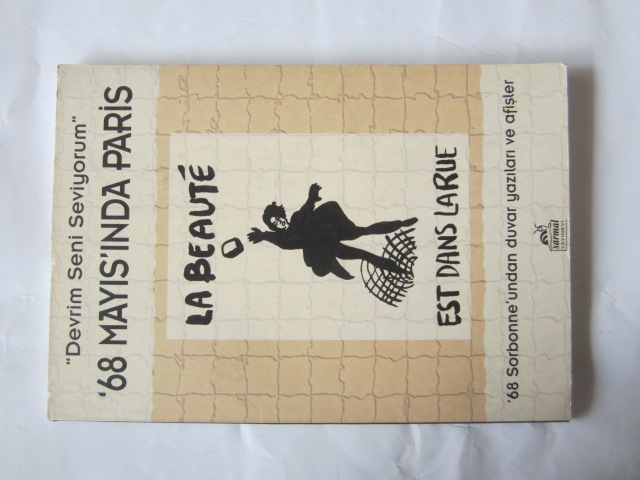 "Devrim Seni Seviyorum"
'68 MAYIS'INDA PARİS
LA BEAUTÉ
EST DANS LA RUE
'68 Sorbonne'undan duvar yazıları ve afişler
sarmal
YAYINEVİ